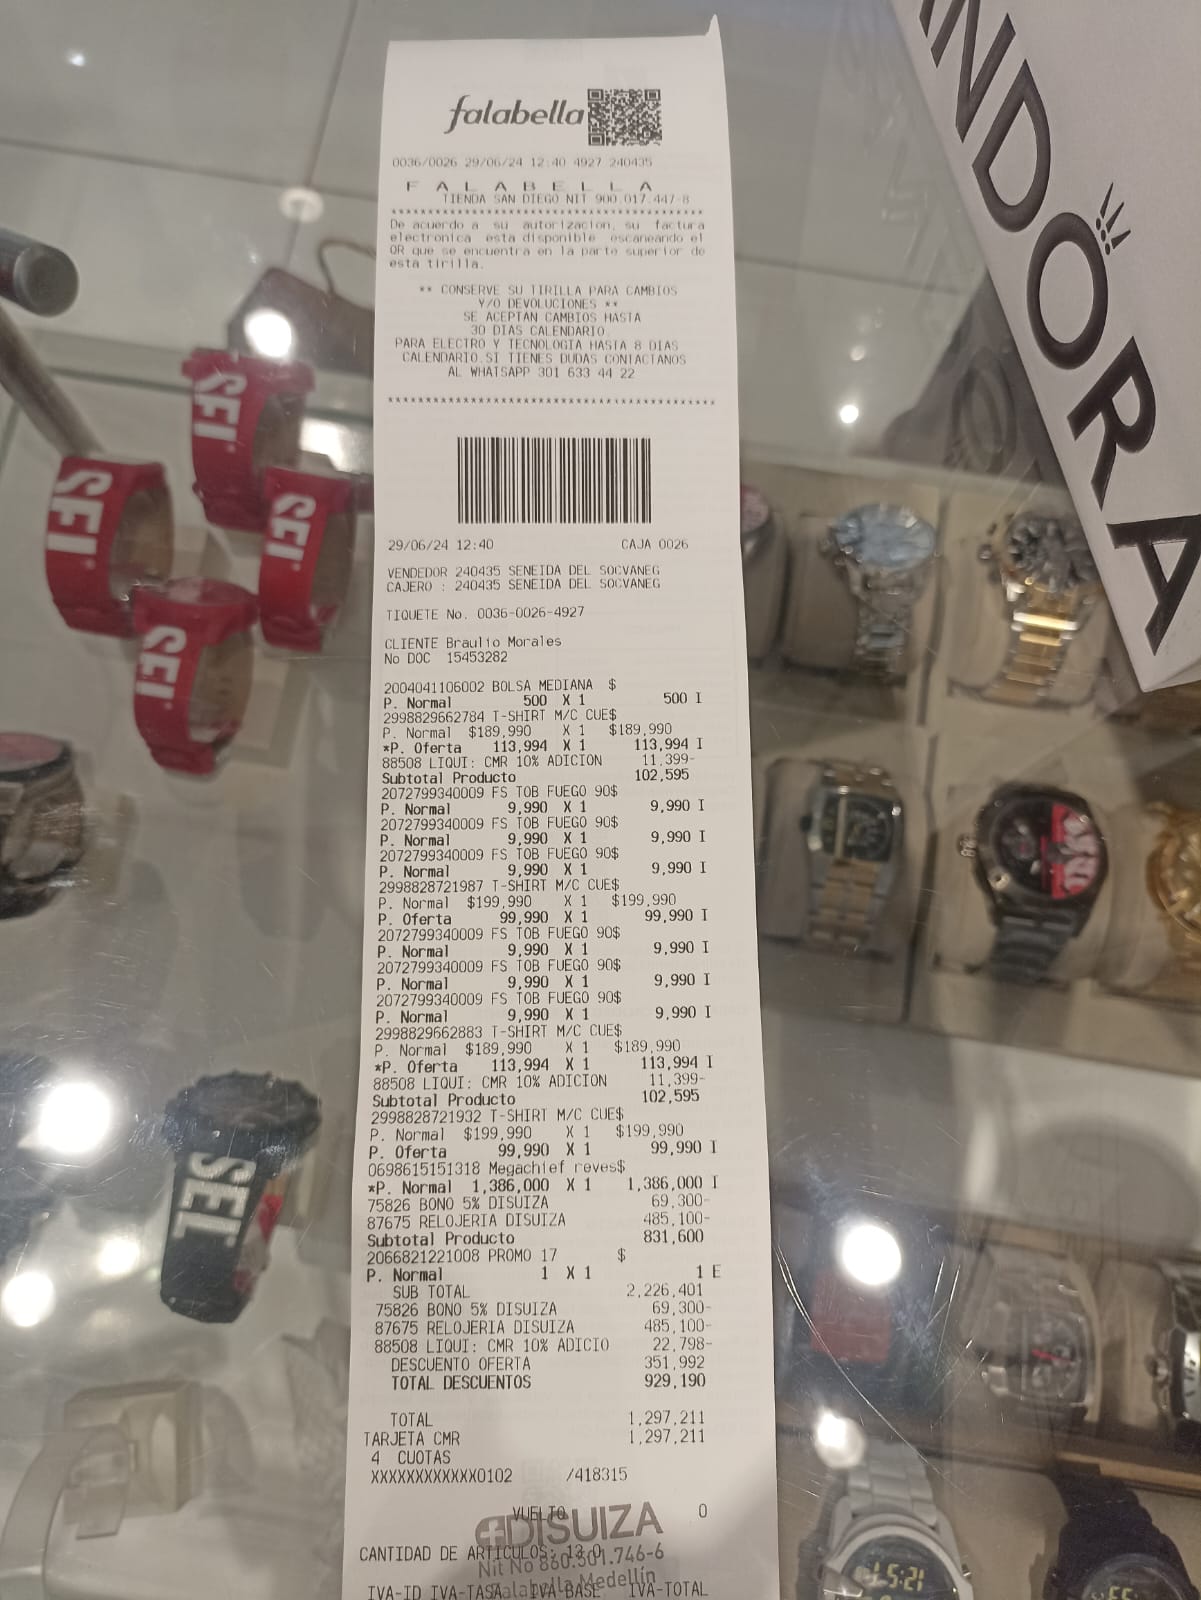 falabella
0036/0026 29/06/24 12:40 4927 240435
F A L A B E L L A
TIENDA SAN DIEGO NIT 900.017.447-8
De acuerdo a su autorizacion, su factura
electronica esta disponible escaneando el
QR que se encuentra en la parte superior de
esta tirilla.
** CONSERVE SU TIRILLA PARA CAMBIOS
Y/O DEVOLUCIONES **
SE ACEPTAN CAMBIOS HASTA
30 DIAS CALENDARIO.
PARA ELECTRO Y TECNOLOGIA HASTA 8 DIAS
CALENDARIO.SI TIENES DUDAS CONTACTANOS
AL WHATSAPP 301 633 44 22
29/06/24 12:40 CAJA 0026
VENDEDOR 240435 SENEIDA DEL SOCVANEG
CAJERO : 240435 SENEIDA DEL SOCVANEG
TIQUETE No. 0036-0026-4927
CLIENTE Braulio Morales
No DOC 15453282
2004041106002 BOLSA MEDIANA $
P. Normal 500 X 1 500 I
2998829662784 T-SHIRT M/C CUE$
P. Normal $189,990 X 1 $189,990
*P. Oferta 113,994 X 1 113,994 I
88508 LIQUI: CMR 10% ADICION 11,399-
Subtotal Producto 102,595
2072799340009 FS TOB FUEGO 90$
P. Normal 9,990 X 1 9,990 I
2072799340009 FS TOB FUEGO 90$
P. Normal 9,990 X 1 9,990 I
2072799340009 FS TOB FUEGO 90$
P. Normal 9,990 X 1 9,990 I
2998828721987 T-SHIRT M/C CUE$
P. Normal $199,990 X 1 $199,990
P. Oferta 99,990 X 1 99,990 I
2072799340009 FS TOB FUEGO 90$
P. Normal 9,990 X 1 9,990 I
2072799340009 FS TOB FUEGO 90$
P. Normal 9,990 X 1 9,990 I
2072799340009 FS TOB FUEGO 90$
P. Normal 9,990 X 1 9,990 I
2998829662883 T-SHIRT M/C CUE$
P. Normal $189,990 X 1 $189,990
*P. Oferta 113,994 X 1 113,994 I
88508 LIQUI: CMR 10% ADICION 11,399-
Subtotal Producto 102,595
2998828721932 T-SHIRT M/C CUE$
P. Normal $199,990 X 1 $199,990
P. Oferta 99,990 X 1 99,990 I
0698615151318 Megachief reves$
*P. Normal 1,386,000 X 1 1,386,000 I
75826 BONO 5% DISUIZA 69,300-
87675 RELOJERIA DISUIZA 485,100-
Subtotal Producto 831,600
2066821221008 PROMO 17 $
P. Normal 1 X 1 1 E
SUB TOTAL 2,226,401
75826 BONO 5% DISUIZA 69,300-
87675 RELOJERIA DISUIZA 485,100-
88508 LIQUI: CMR 10% ADICIO 22,798-
DESCUENTO OFERTA 351,992
TOTAL DESCUENTOS 929,190
TOTAL 1,297,211
TARJETA CMR 1,297,211
4 CUOTAS
XXXXXXXXXXXX0102 /418315
VUELTO 0
DISUIZA
CANTIDAD DE ARTICULOS:
Nit No 860.501.746-6
Falabella Medellín
IVA-ID IVA-TASA IVA-BASE IVA-TOTAL
ANDORA
SEI
SEI
SEI
SEI
SEL